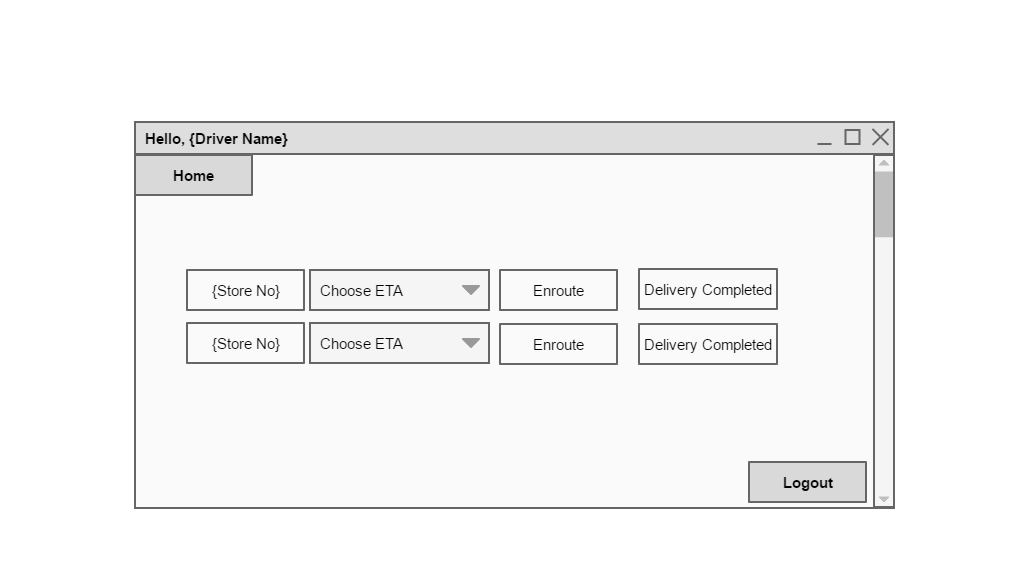 Hello, {Driver Name}
Home
{Store No} Choose ETA Enroute Delivery Completed
{Store No} Choose ETA Enroute Delivery Completed
Logout